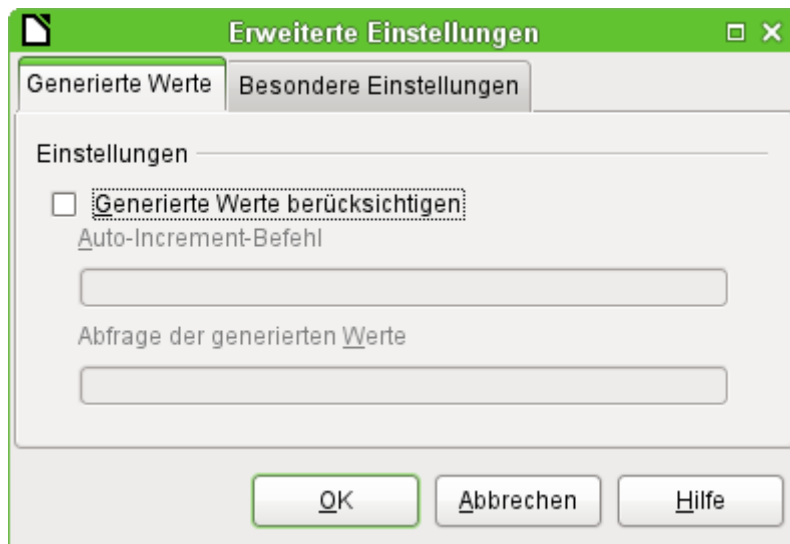 Erweiterte Einstellungen
Generierte Werte
Besondere Einstellungen
Einstellungen
Generierte Werte berücksichtigen
Auto-Increment-Befehl
Abfrage der generierten Werte
OK
Abbrechen
Hilfe